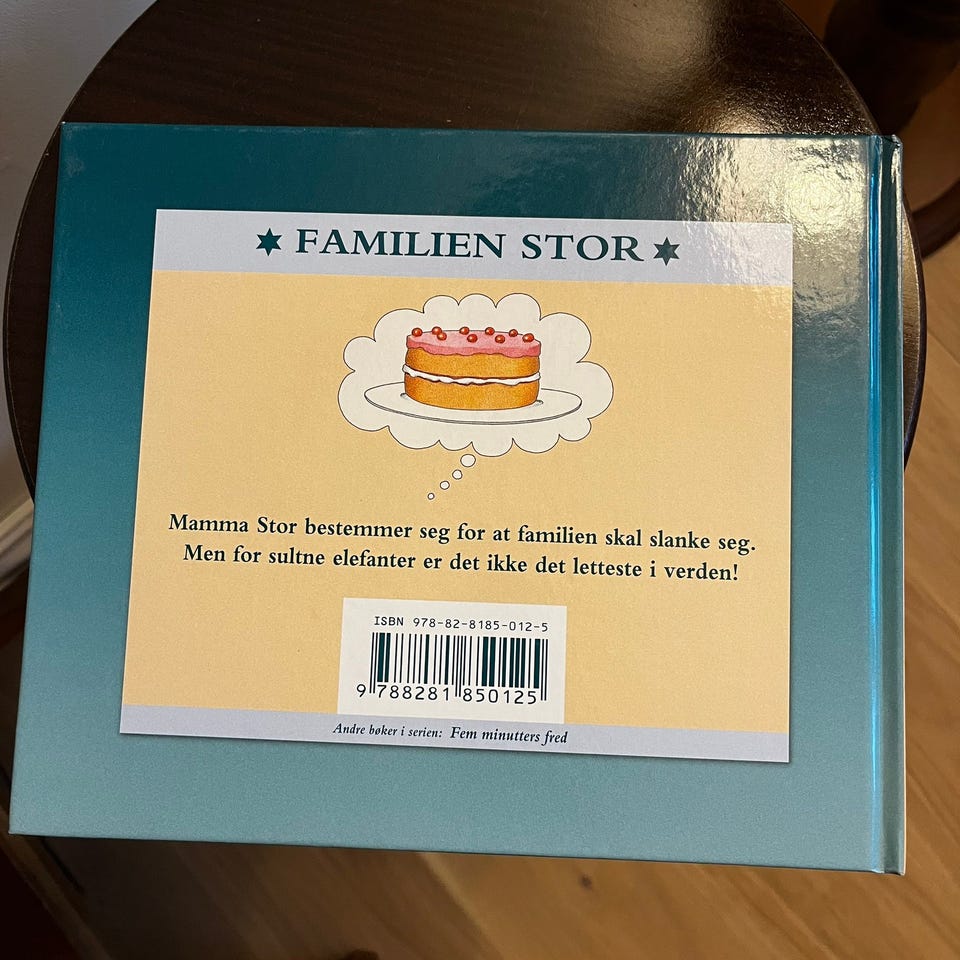 ✶ FAMILIEN STOR ✶
Mamma Stor bestemmer seg for at familien skal slanke seg.
Men for sultne elefanter er det ikke det letteste i verden!
ISBN 978-82-8185-012-5
9 788281 850125
Andre bøker i serien: Fem minutters fred